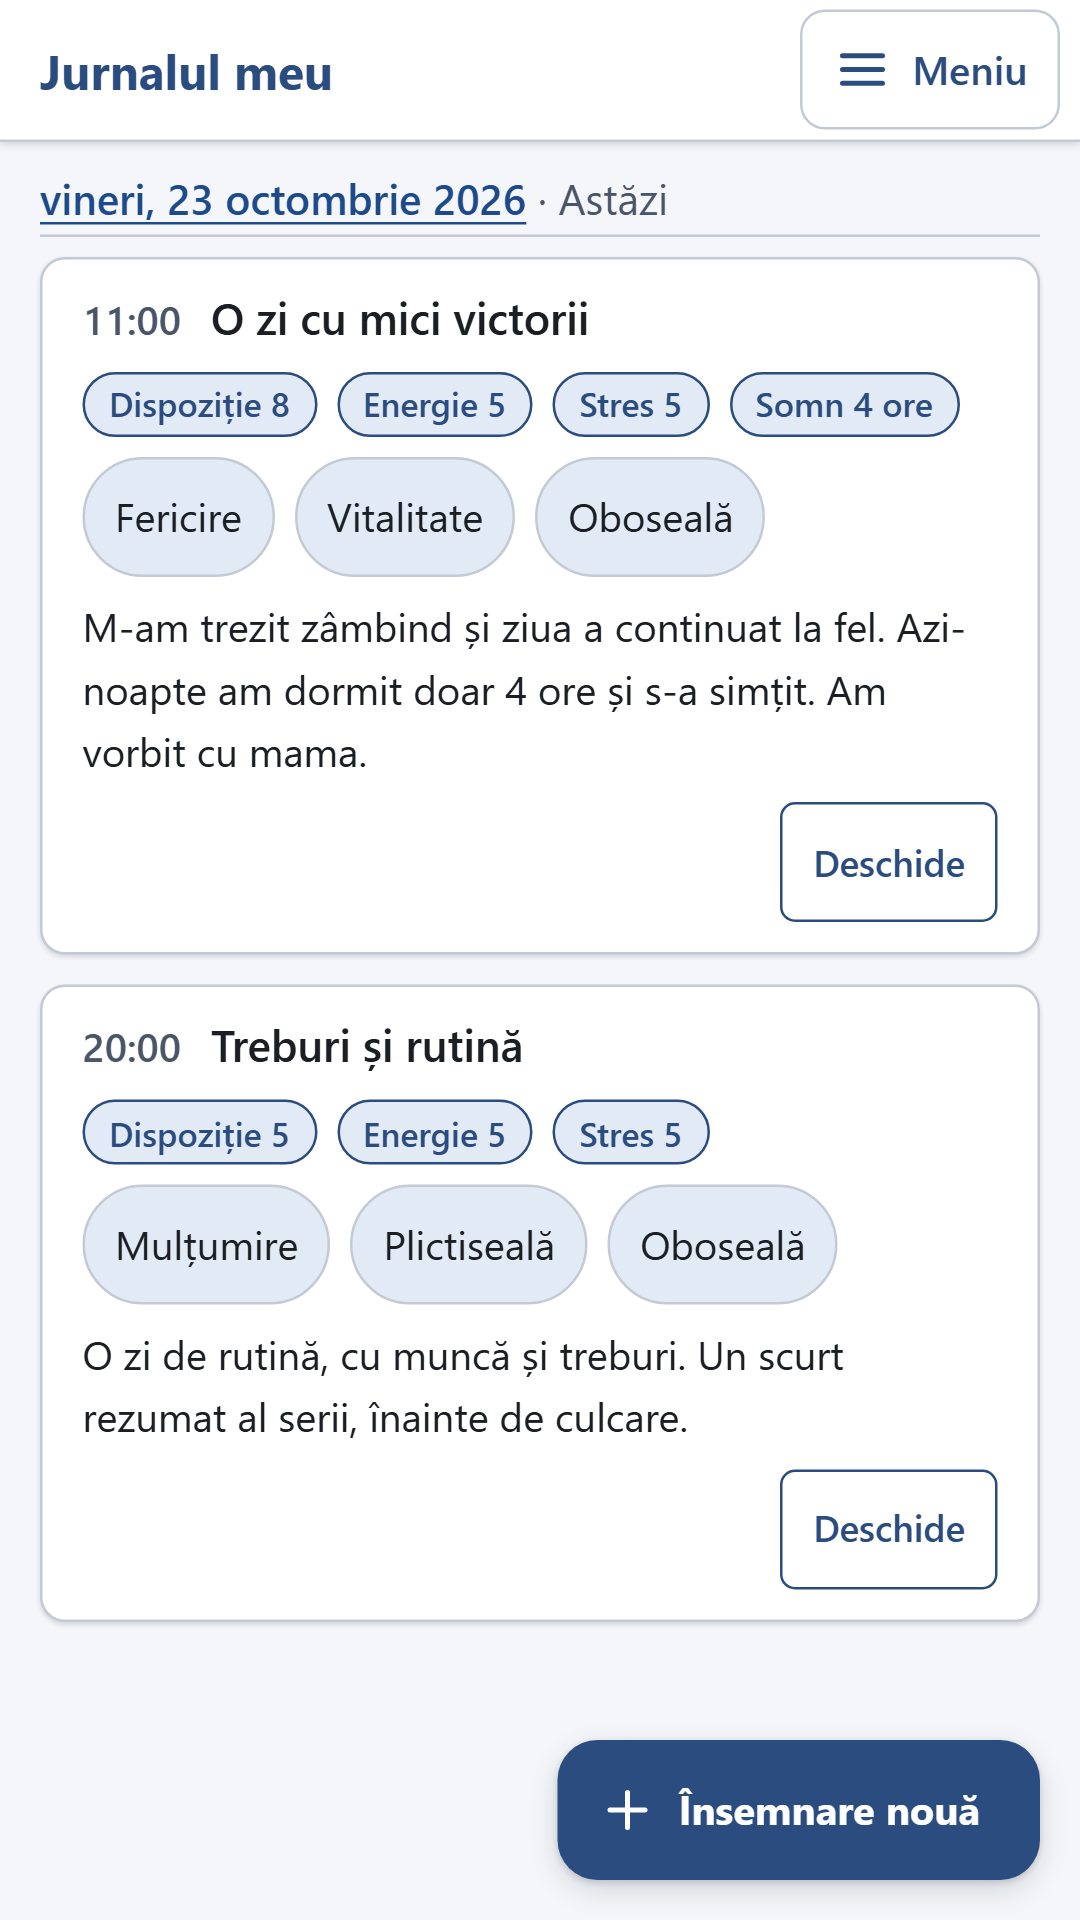 Jurnalul meu
Meniu
vineri, 23 octombrie 2026 · Astăzi
11:00 O zi cu mici victorii
Dispoziție 8 Energie 5 Stres 5 Somn 4 ore
Fericire Vitalitate Oboseală
M-am trezit zâmbind și ziua a continuat la fel. Azi-
noapte am dormit doar 4 ore și s-a simțit. Am
vorbit cu mama.
Deschide
20:00 Treburi și rutină
Dispoziție 5 Energie 5 Stres 5
Mulțumire Plictiseală Oboseală
O zi de rutină, cu muncă și treburi. Un scurt
rezumat al serii, înainte de culcare.
Deschide
Însemnare nouă